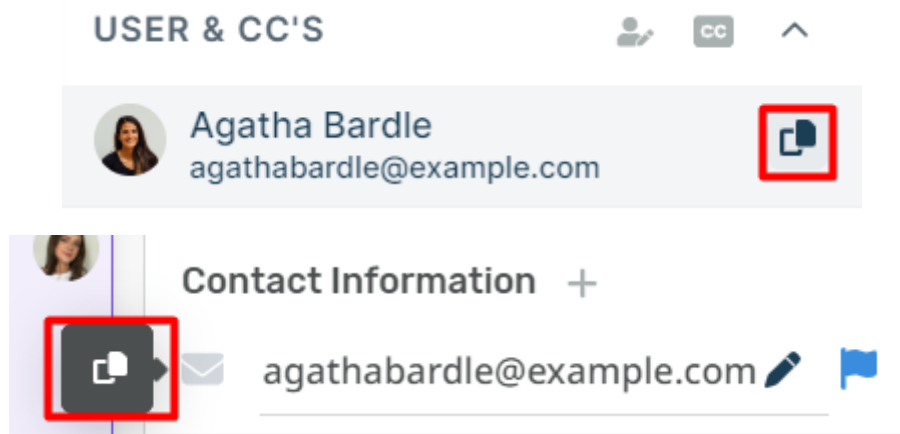 USER & CC'S CC
Agatha Bardle
agathabardle@example.com
Contact Information +
agathabardle@example.com